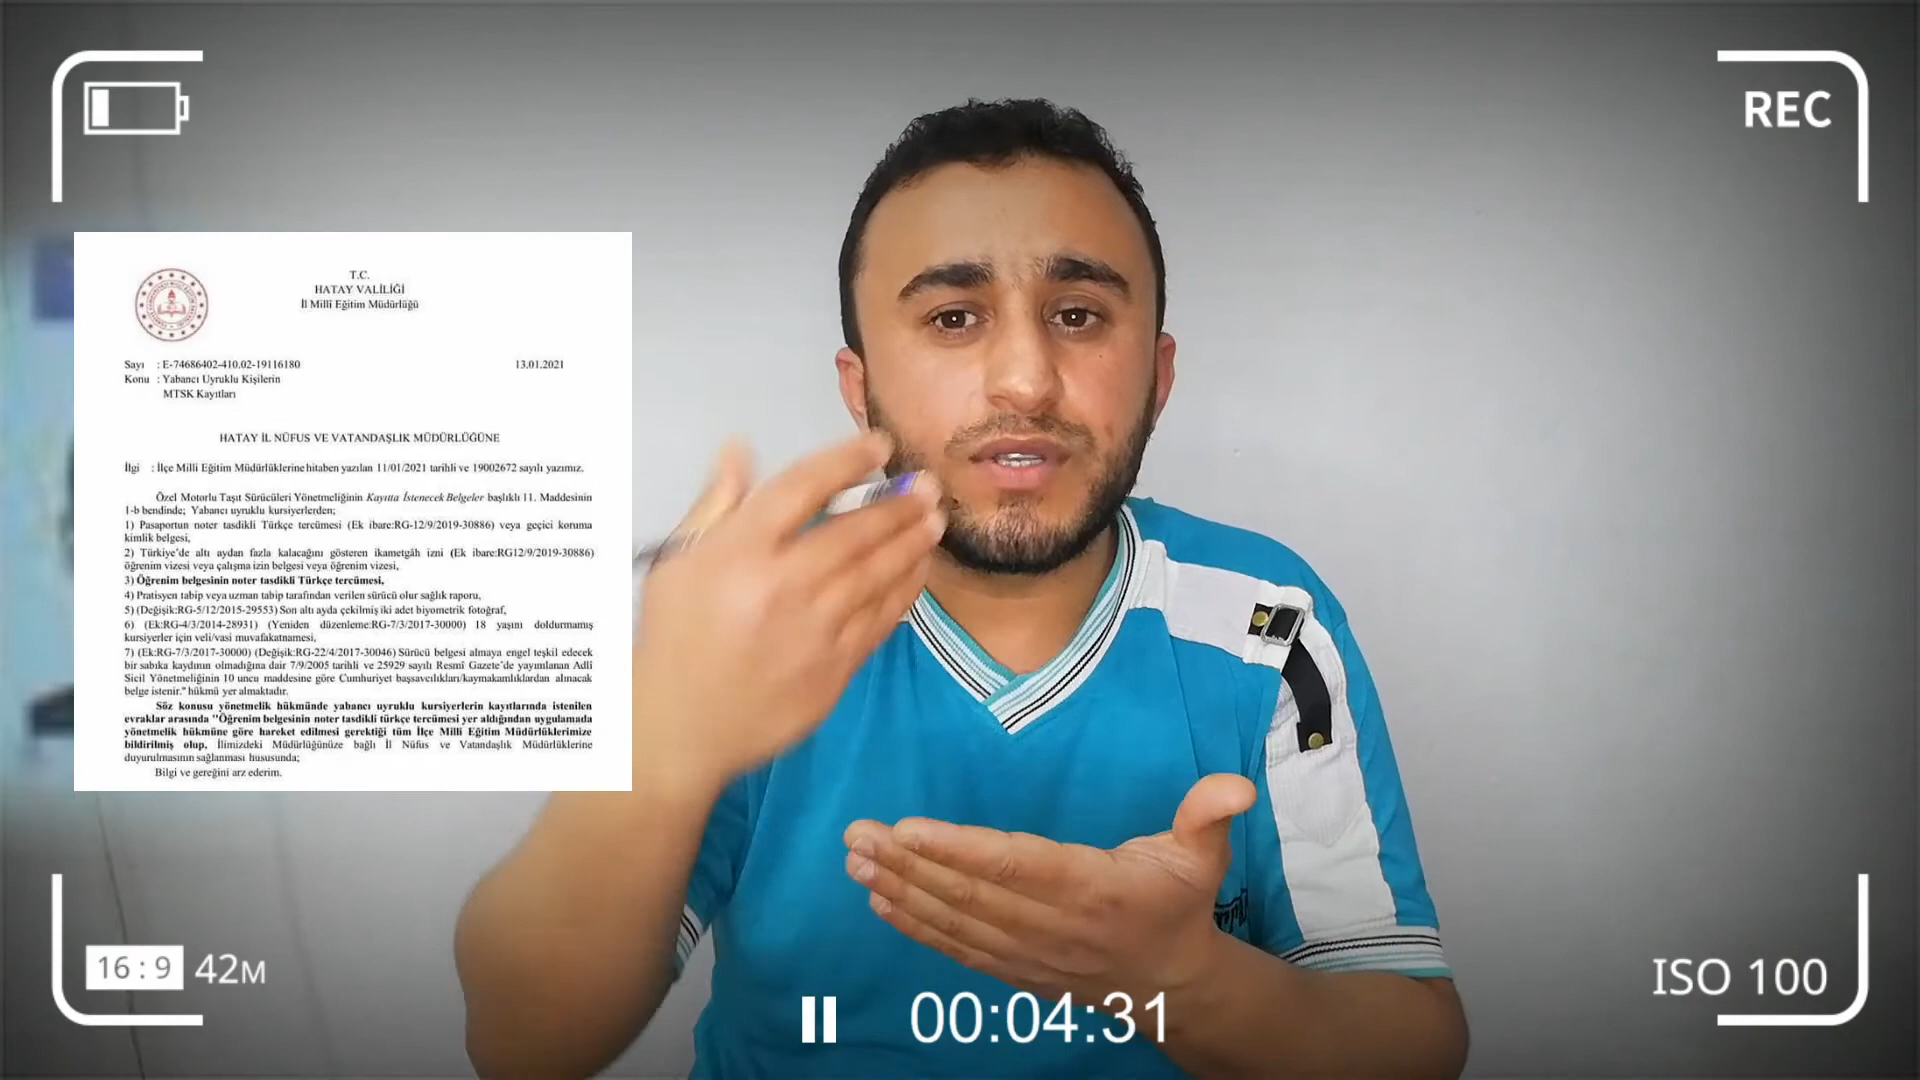 REC
T.C.
HATAY VALİLİĞİ
İl Millî Eğitim Müdürlüğü
Sayı : E-74686402-410.02-19116180 13.01.2021
Konu : Yabancı Uyruklu Kişilerin
MTSK Kayıtları
HATAY İL NÜFUS VE VATANDAŞLIK MÜDÜRLÜĞÜNE
İlgi : İlçe Milli Eğitim Müdürlüklerine hitaben yazılan 11/01/2021 tarihli ve 19002672 sayılı yazımız.
Özel Motorlu Taşıt Sürücüleri Yönetmeliğinin Kayıtta İstenecek Belgeler başlıklı 11. Maddesinin
1-b bendinde; Yabancı uyruklu kursiyerlerden;
1) Pasaportun noter tasdikli Türkçe tercümesi (Ek ibare:RG-12/9/2019-30886) veya geçici koruma
kimlik belgesi,
2) Türkiye'de altı aydan fazla kalacağını gösteren ikametgâh izni (Ek ibare:RG12/9/2019-30886)
öğrenim vizesi veya çalışma izin belgesi veya öğrenim vizesi,
3) Öğrenim belgesinin noter tasdikli Türkçe tercümesi,
4) Pratisyen tabip veya uzman tabip tarafından verilen sürücü olur sağlık raporu,
5) (Değişik:RG-5/12/2015-29553) Son altı ayda çekilmiş iki adet biyometrik fotoğraf,
6) (Ek:RG-4/3/2014-28931) (Yeniden düzenleme:RG-7/3/2017-30000) 18 yaşını doldurmamış
kursiyerler için veli/vasi muvafakatnamesi,
7) (Ek:RG-7/3/2017-30000) (Değişik:RG-22/4/2017-30046) Sürücü belgesi almaya engel teşkil edecek
bir sabıka kaydının olmadığına dair 7/9/2005 tarihli ve 25929 sayılı Resmî Gazete'de yayımlanan Adlî
Sicil Yönetmeliğinin 10 uncu maddesine göre Cumhuriyet başsavcılıkları/kaymakamlıklardan alınacak
belge istenir." hükmü yer almaktadır.
Söz konusu yönetmelik hükmünde yabancı uyruklu kursiyerlerin kayıtlarında istenilen
evraklar arasında "Öğrenim belgesinin noter tasdikli türkçe tercümesi yer aldığından uygulamada
yönetmelik hükmüne göre hareket edilmesi gerektiği tüm İlçe Milli Eğitim Müdürlüklerimize
bildirilmiş olup, İlimizdeki Müdürlüğünüze bağlı İl Nüfus ve Vatandaşlık Müdürlüklerine
duyurulmasının sağlanması hususunda;
Bilgi ve gereğini arz ederim.
16 : 9 42M
00:04:31
ISO 100